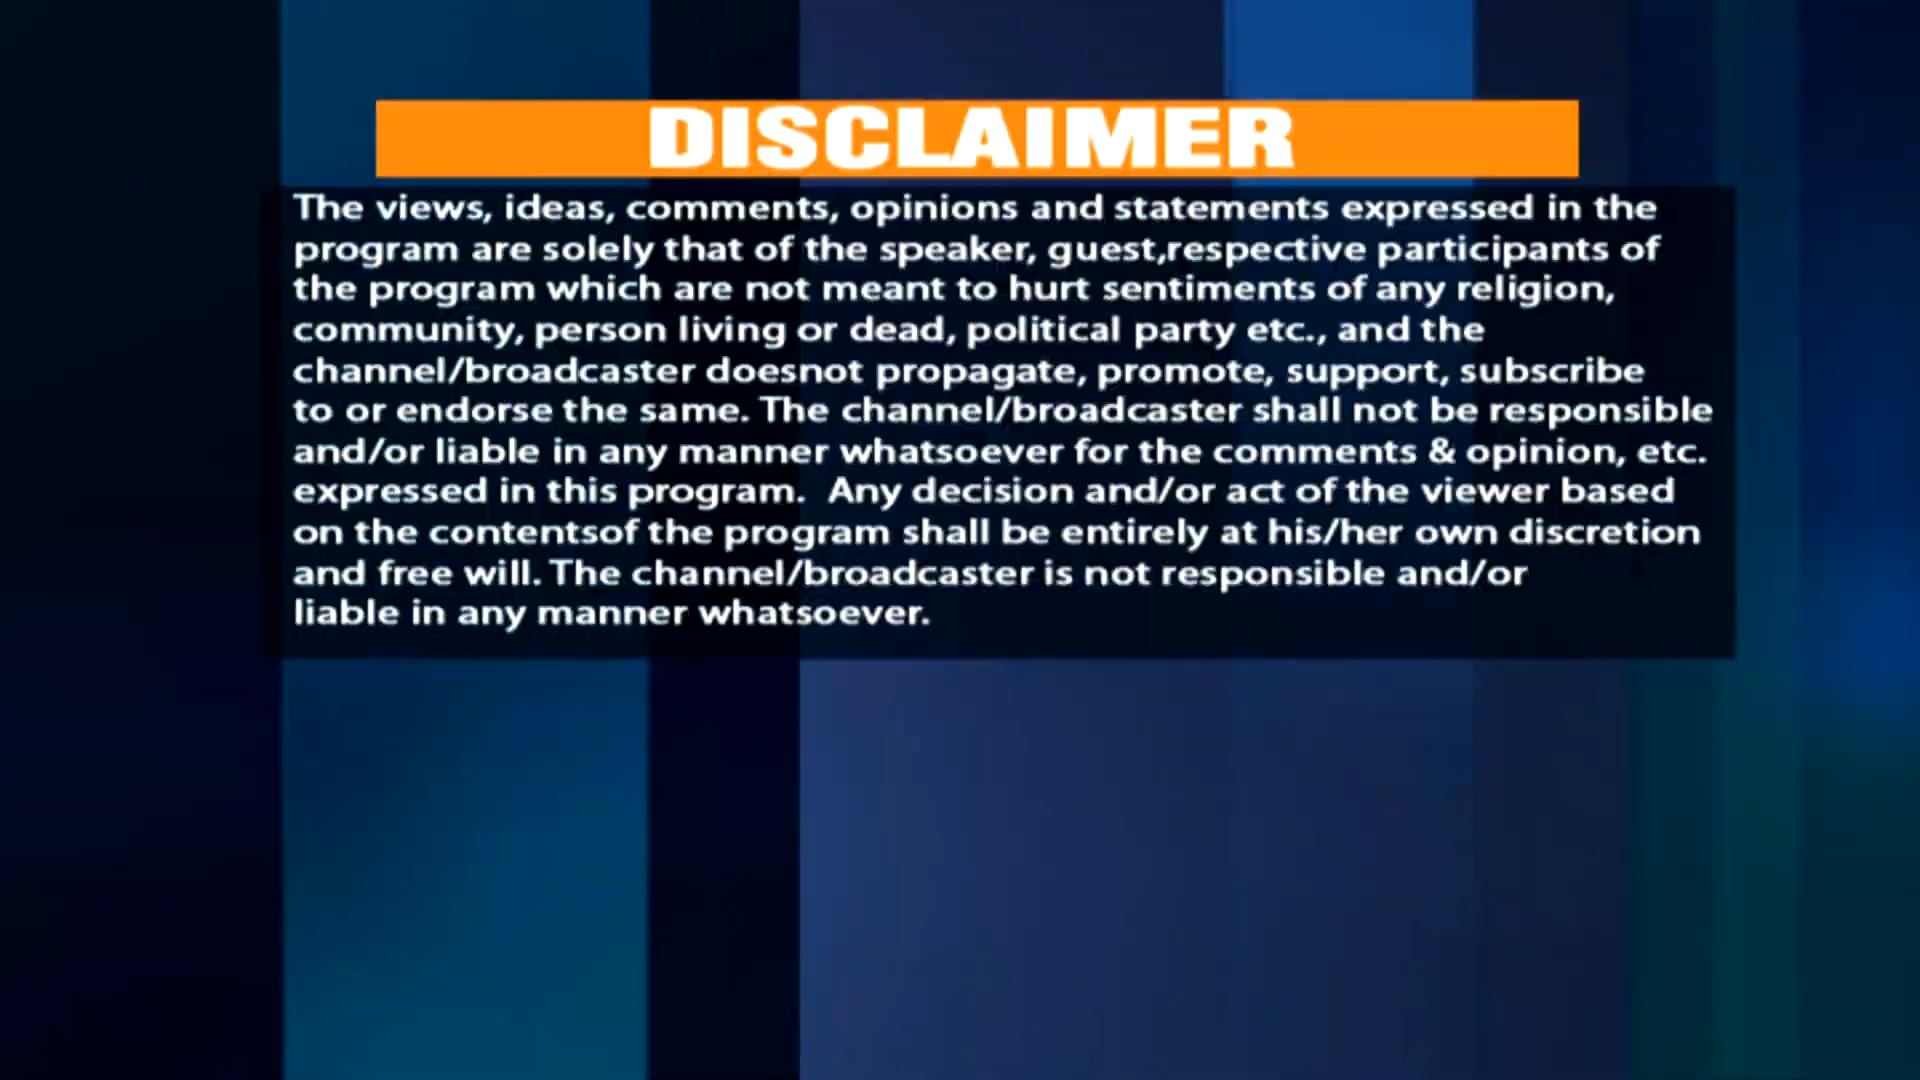 DISCLAIMER
The views, ideas, comments, opinions and statements expressed in the
program are solely that of the speaker, guest,respective participants of
the program which are not meant to hurt sentiments of any religion,
community, person living or dead, political party etc., and the
channel/broadcaster doesnot propagate, promote, support, subscribe
to or endorse the same. The channel/broadcaster shall not be responsible
and/or liable in any manner whatsoever for the comments & opinion, etc.
expressed in this program.  Any decision and/or act of the viewer based
on the contentsof the program shall be entirely at his/her own discretion
and free will. The channel/broadcaster is not responsible and/or
liable in any manner whatsoever.